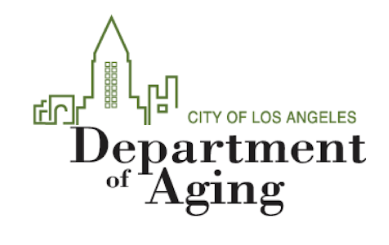 CITY OF LOS ANGELES
Department
of Aging